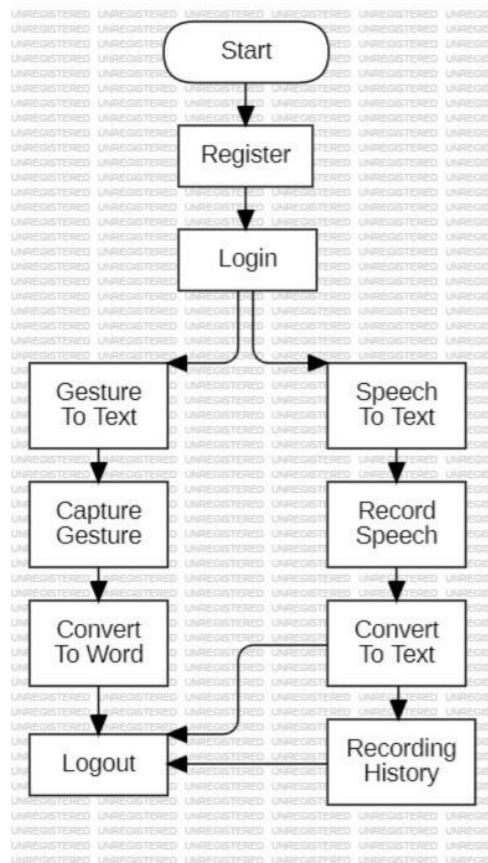 Start
Register
Login
Gesture
To Text
Speech
To Text
Capture
Gesture
Record
Speech
Convert
To Word
Convert
To Text
Logout
Recording
History